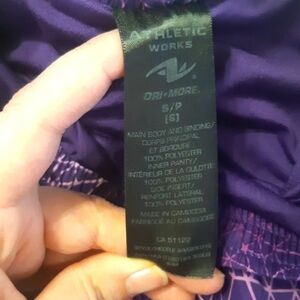 ATHLETIC
WORKS
DRI•MORE
S/P
(S)
MAIN BODY AND BINDING/
CORPS PRINCIPAL
ET BORDURE:
100% POLYESTER
INNER PANTY/
INTÉRIEUR DE LA CULOTTE:
100% POLYESTER
SIDE INSERT/
RENFORT LATÉRAL:
100% POLYESTER
MADE IN CAMBODIA
FABRIQUÉ AU CAMBODGE
CA 51122